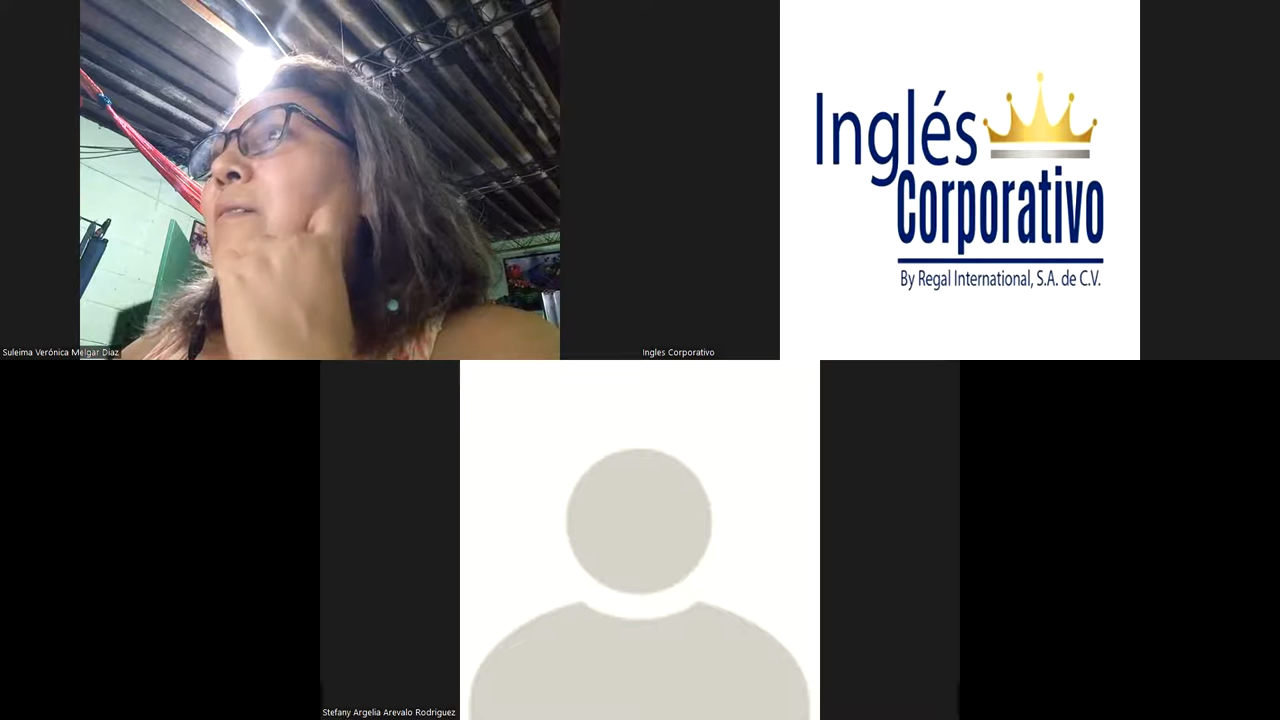 Inglés
Corporativo
By Regal International, S.A. de C.V.
Suleima Verónica Melgar Diaz
Ingles Corporativo
Stefany Argelia Arevalo Rodriguez